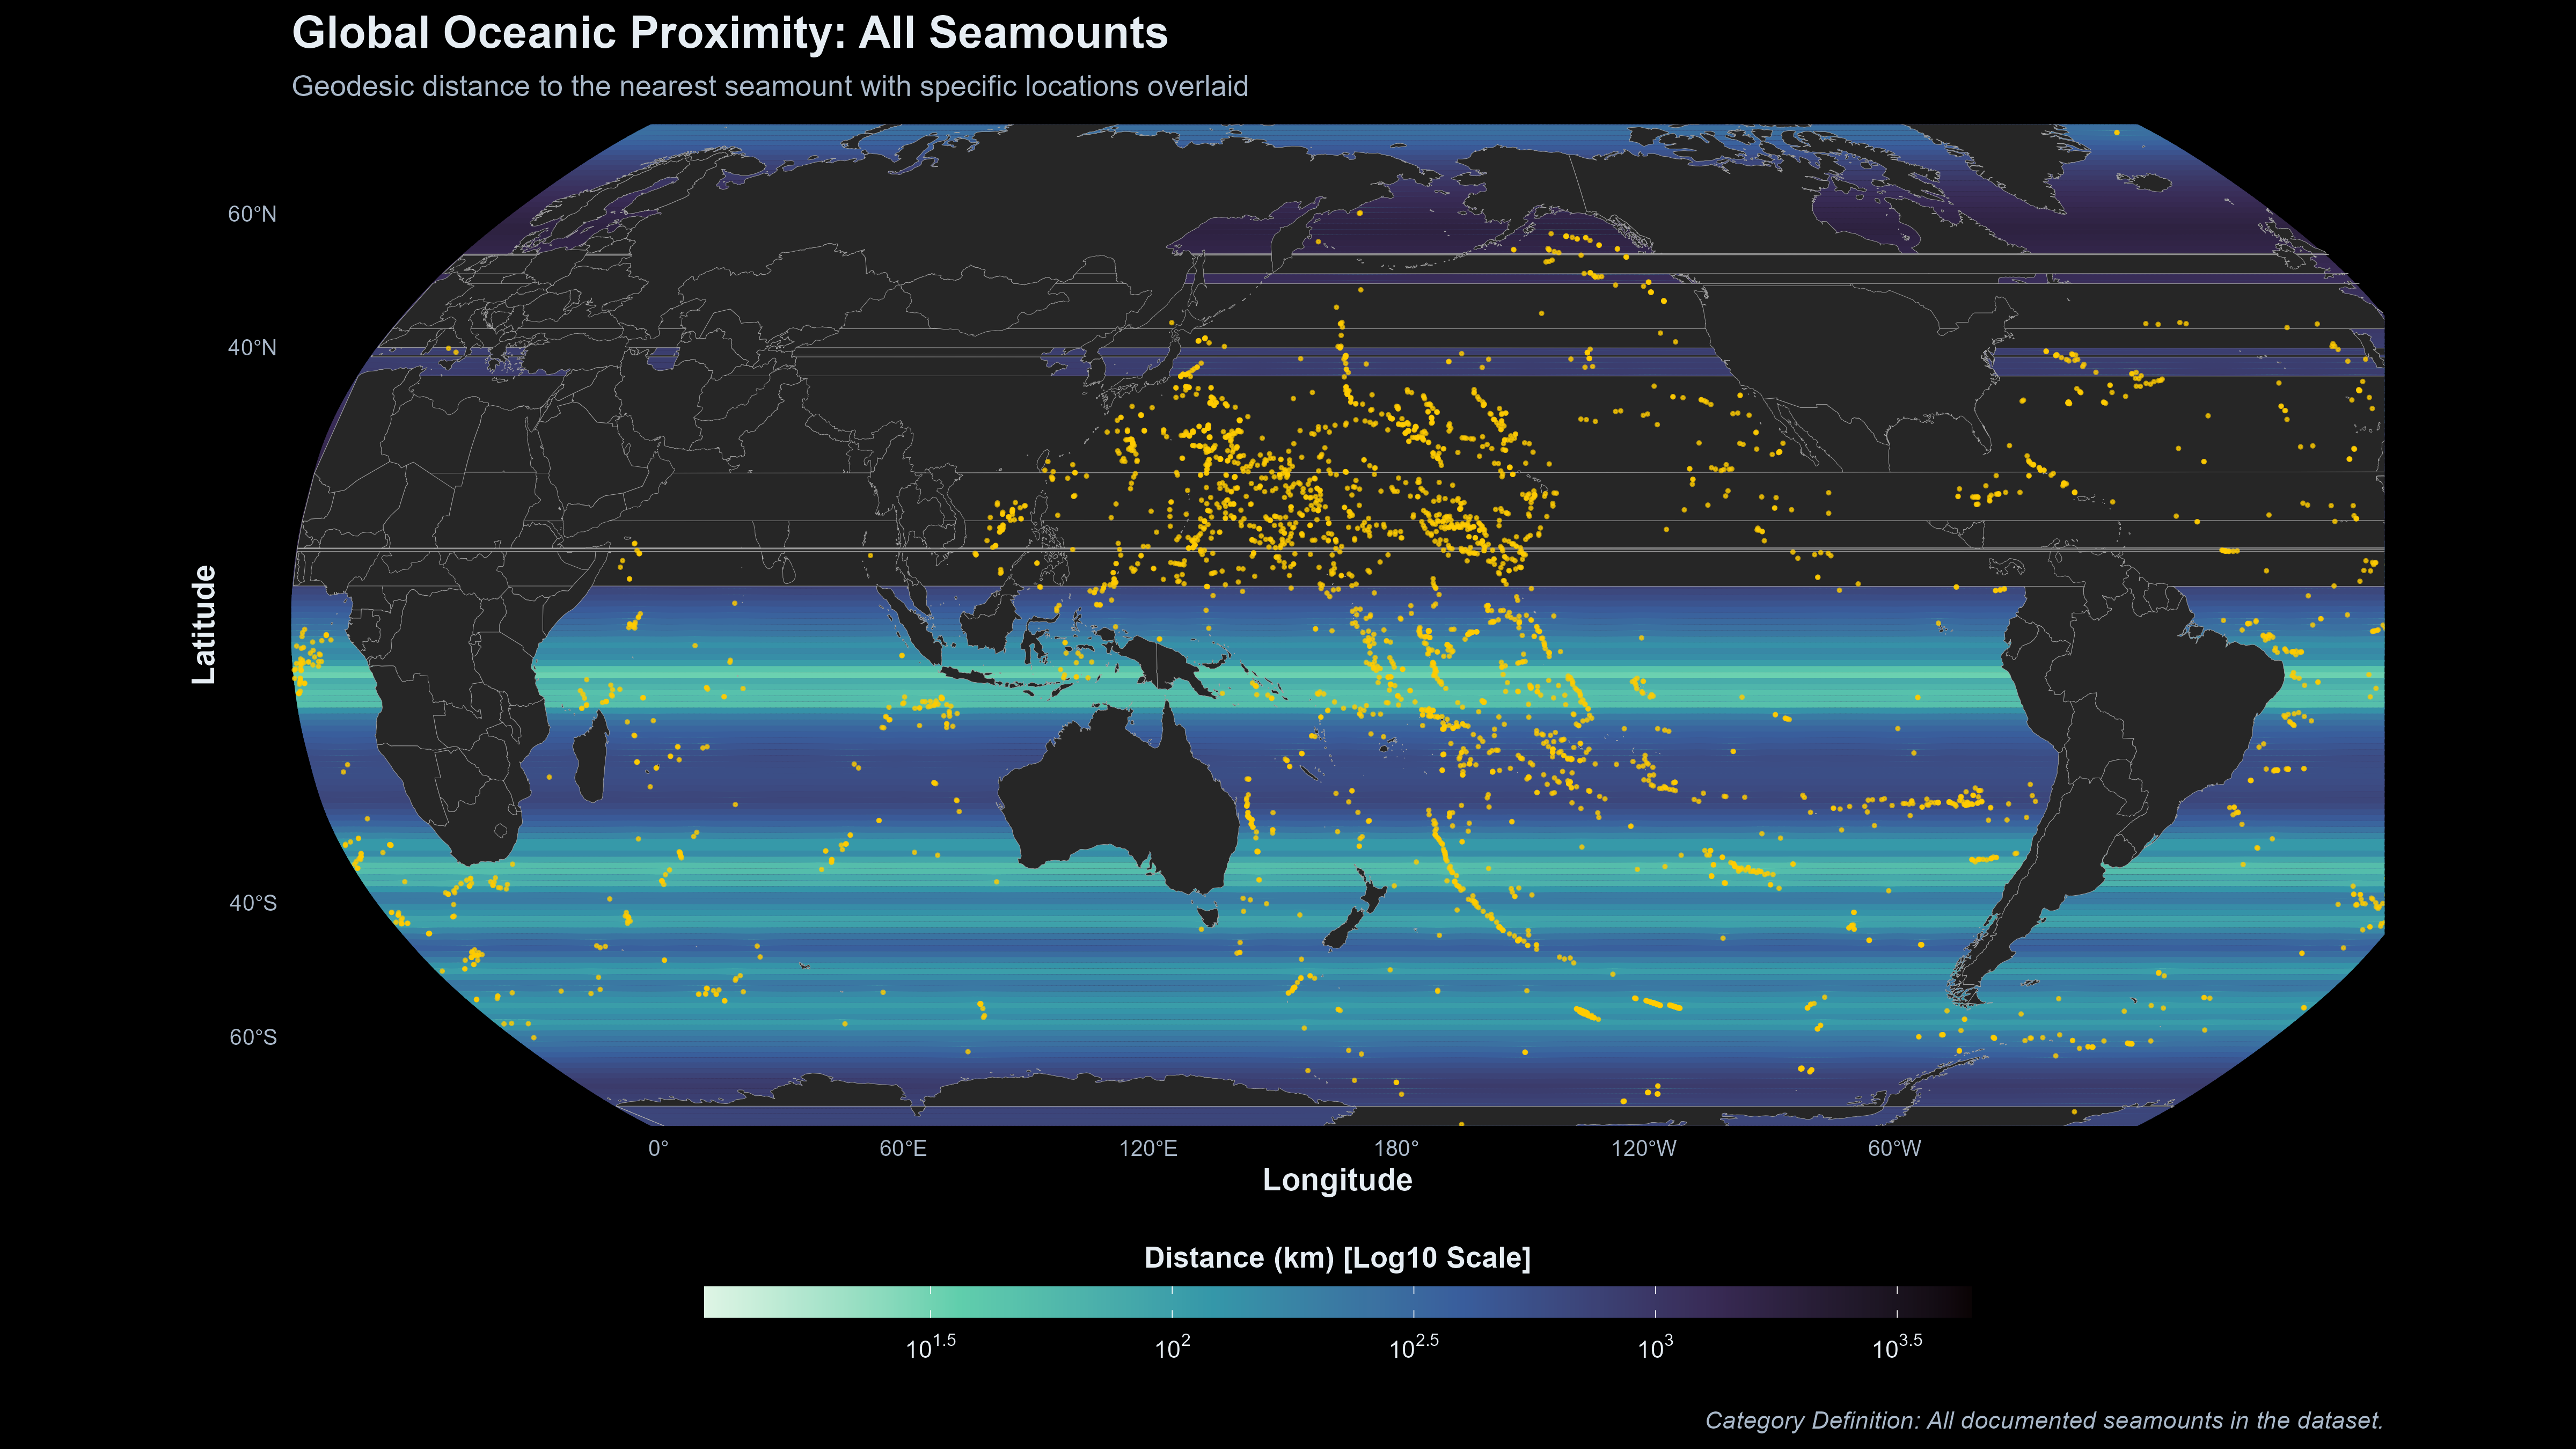 Global Oceanic Proximity: All Seamounts
Geodesic distance to the nearest seamount with specific locations overlaid
60°N
40°N
Latitude
40°S
60°S
0°
60°E
120°E
180°
120°W
60°W
Longitude
Distance (km) [Log10 Scale]
10^1.5
10^2
10^2.5
10^3
10^3.5
Category Definition: All documented seamounts in the dataset.